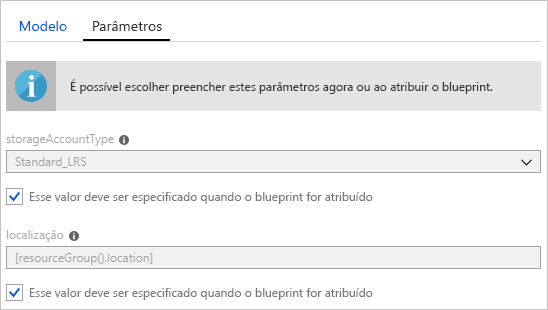 Modelo Parâmetros
É possível escolher preencher estes parâmetros agora ou ao atribuir o blueprint.
storageAccountType
Standard_LRS
Esse valor deve ser especificado quando o blueprint for atribuído
localização
[resourceGroup().location]
Esse valor deve ser especificado quando o blueprint for atribuído